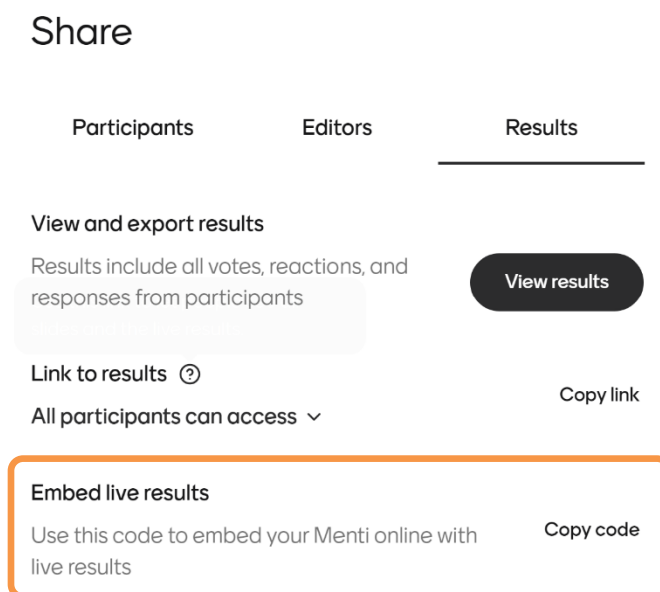 Share
Participants Editors Results
View and export results
Results include all votes, reactions, and
responses from participants
View results
Link to results ?
All participants can access
Copy link
Embed live results
Use this code to embed your Menti online with
live results
Copy code